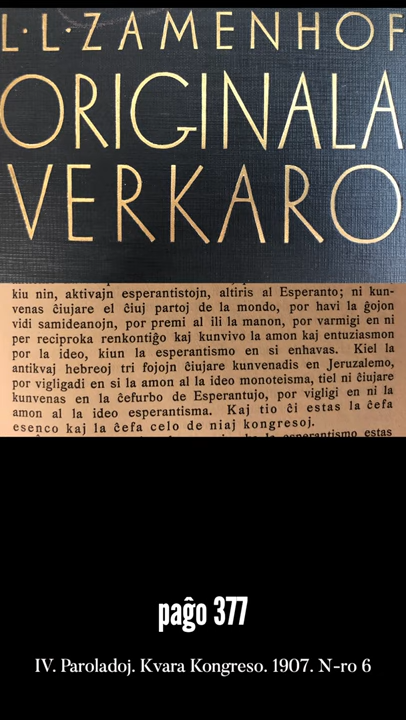 L·L·ZAMENHOF
ORIGINALA
VERKARO
kiu nin, aktivajn esperantistojn, altiris al Esperanto; ni kun-
venas ĉiujare el ĉiuj partoj de la mondo, por havi la ĝojon
vidi samideanojn, por premi al ili la manon, por varmigi en ni
per reciproka renkontiĝo kaj kunvivo la amon kaj entuziasmon
por la ideo, kiun la esperantismo en si enhavas. Kiel la
antikvaj hebreoj tri fojojn ĉiujare kunvenadis en Jeruzalemo,
por vigligadi en si la amon al la ideo monoteisma, tiel ni ĉiujare
kunvenas en la ĉefurbo de Esperantujo, por vigligi en ni la
amon al la ideo esperantisma. Kaj tio ĉi estas la ĉefa
esenco kaj la ĉefa celo de niaj kongresoj.
la esperantismo estas
paĝo 377
IV. Paroladoj. Kvara Kongreso. 1907. N-ro 6